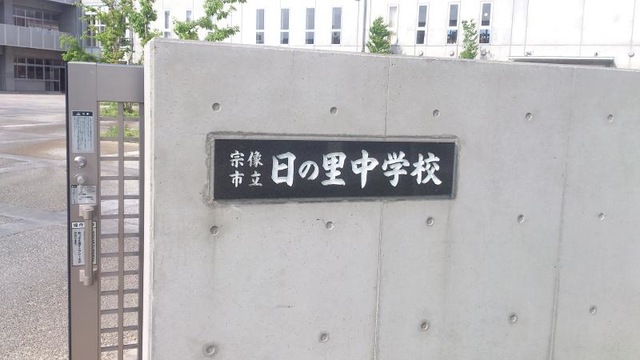 宗像
市立
日の里中学校